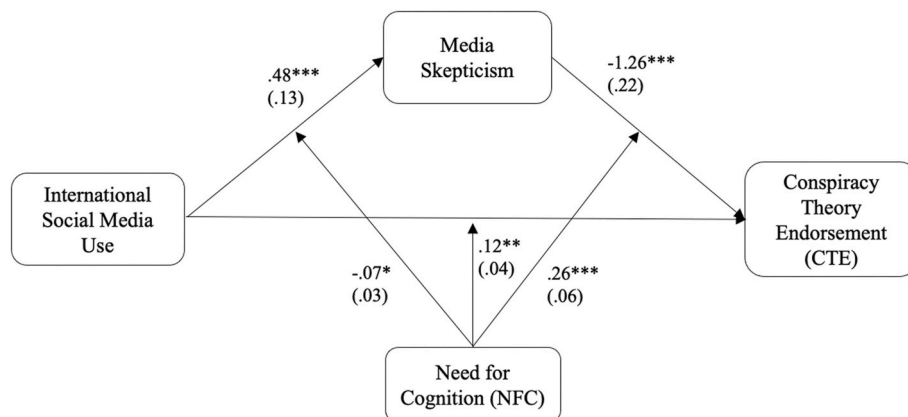 Media
Skepticism
.48***
(.13)
-1.26***
(.22)
International
Social Media
Use
Conspiracy
Theory
Endorsement
(CTE)
-.07*
(.03)
.12**
(.04)
.26***
(.06)
Need for
Cognition (NFC)